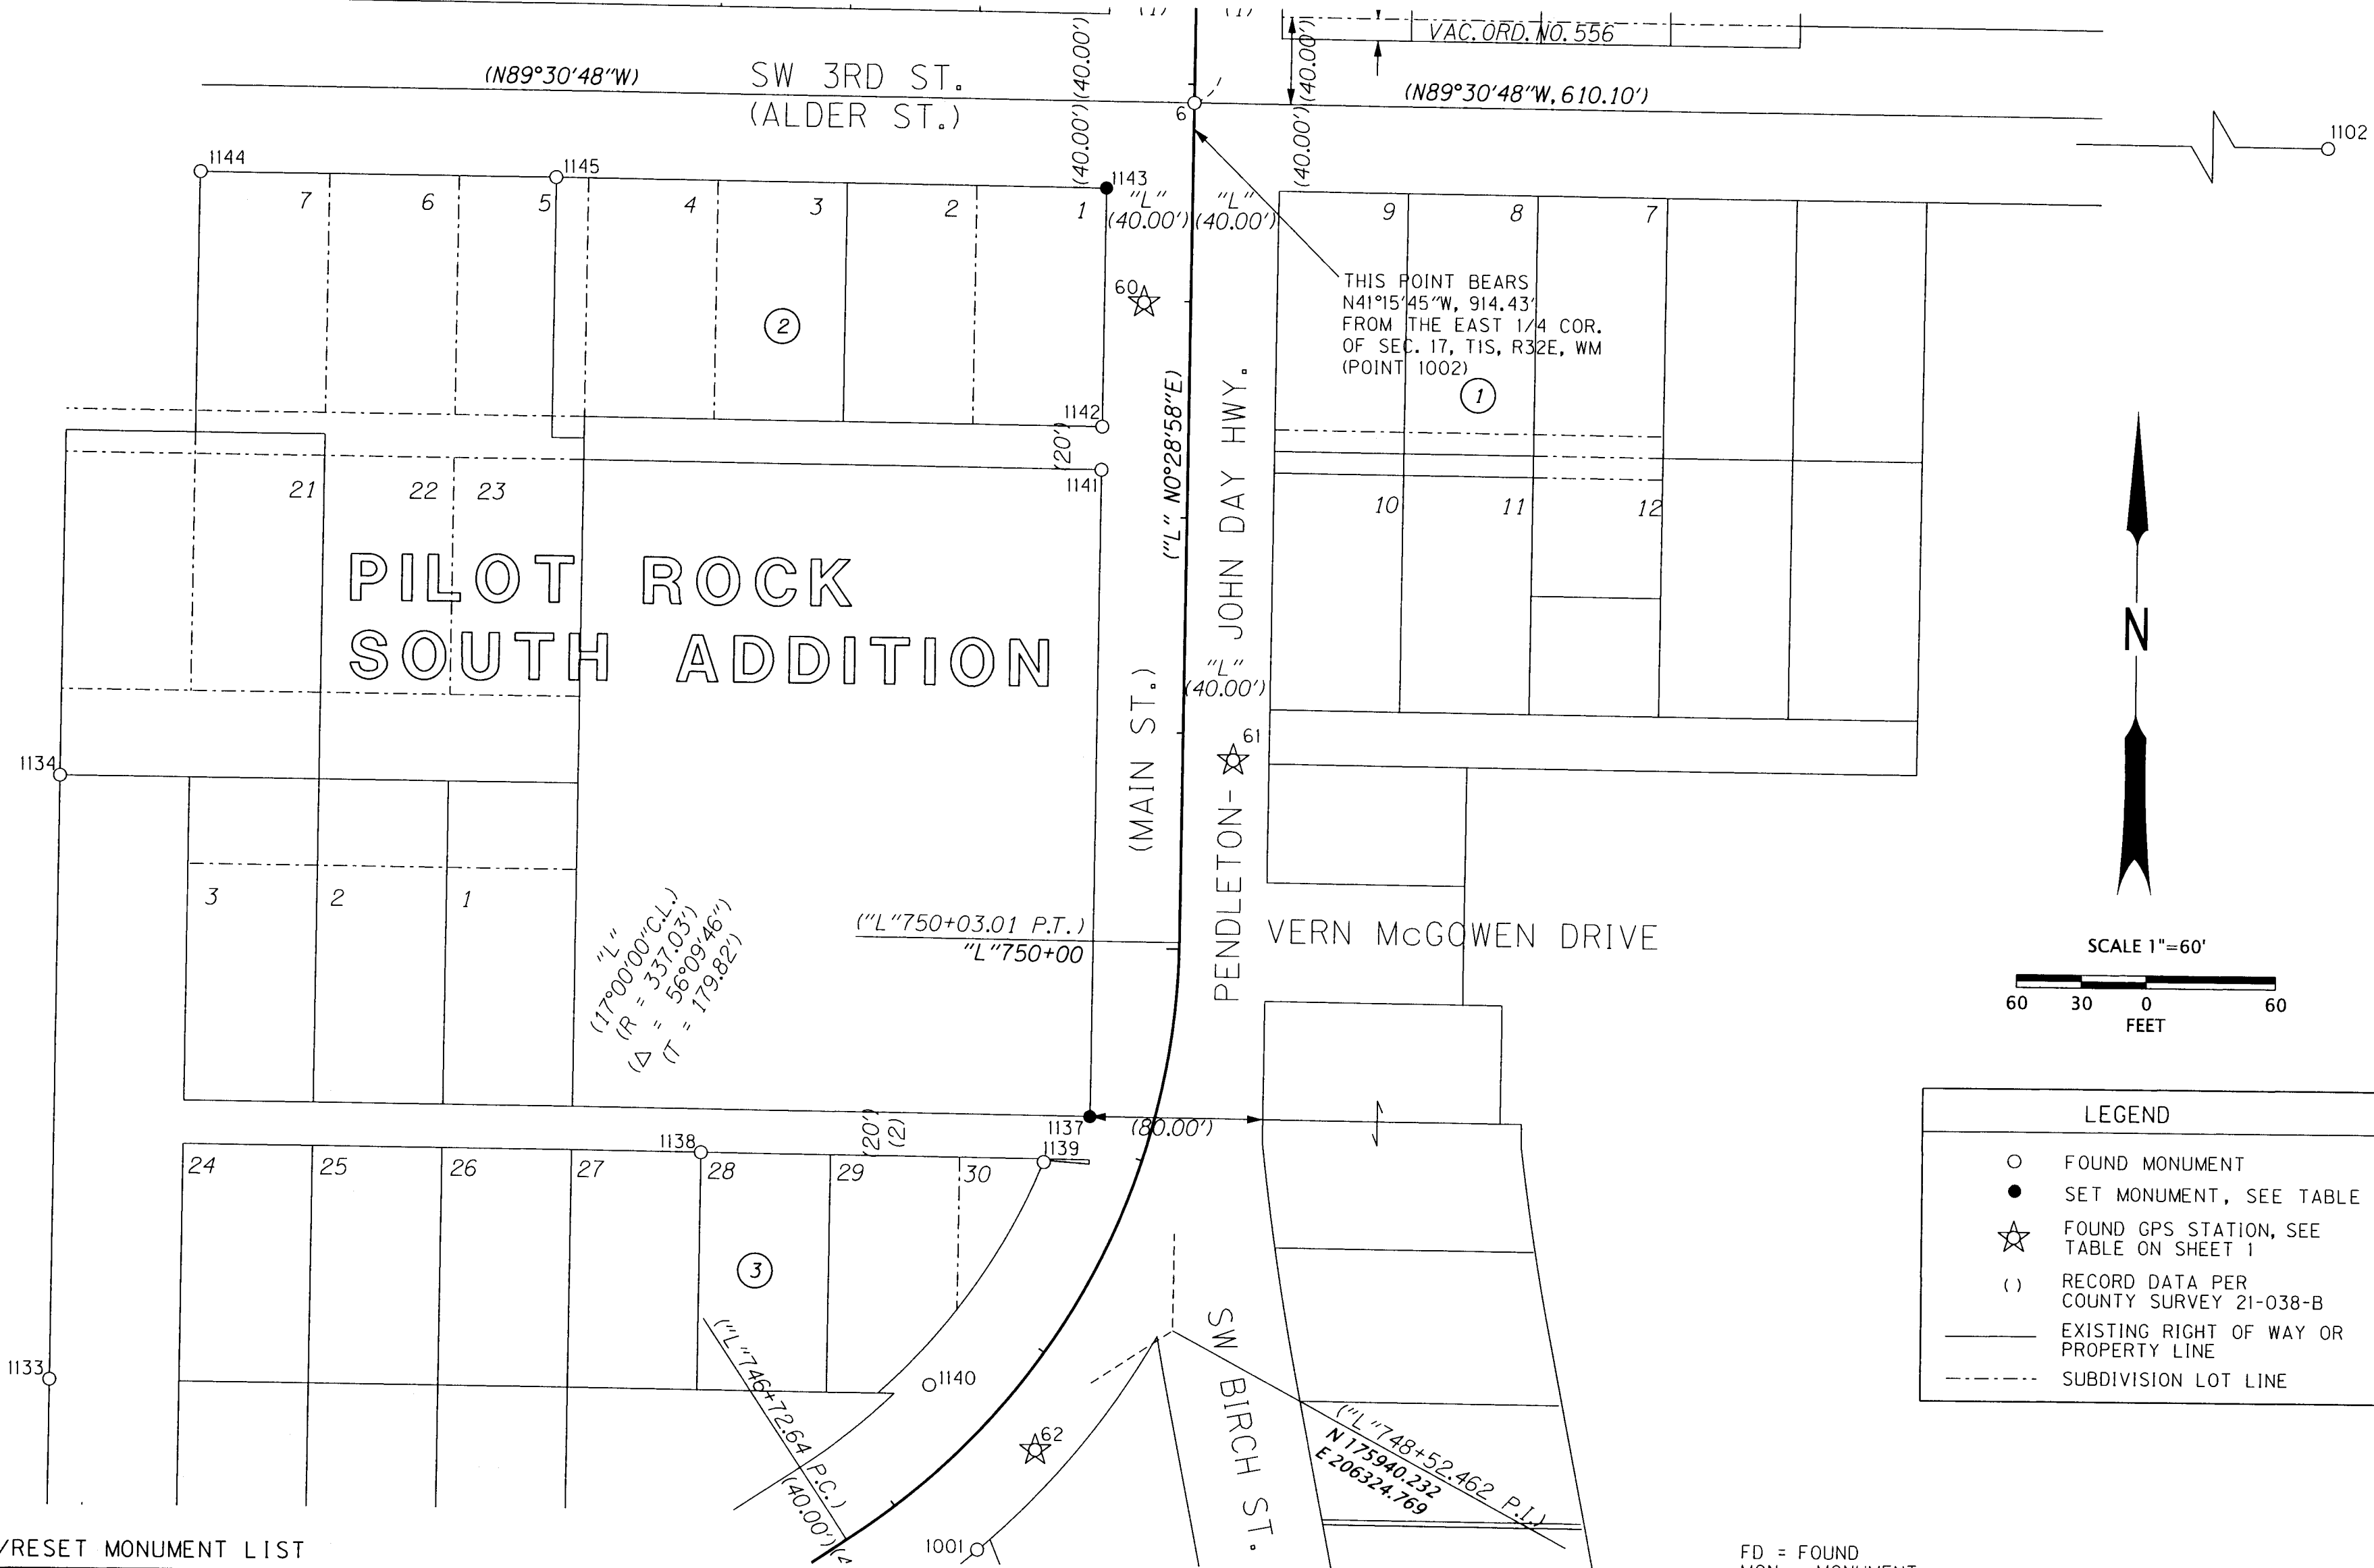 (1)
(1)
(40.00')
(40.00')
VAC. ORD. NO. 556
(N89°30'48"W)
SW 3RD ST.
(ALDER ST.)
(40.00')
(40.00')
6
(N89°30'48"W, 610.10')
1102
1144
1145
1143
7
6
5
4
3
2
1
"L"
(40.00')
"L"
(40.00')
9
8
7
60
2
THIS POINT BEARS
N41°15'45"W, 914.43'
FROM THE EAST 1/4 COR.
OF SEC. 17, T1S, R32E, WM
(POINT 1002)
1
1142
(20')
1141
("L" N0°28'58"E)
JOHN DAY HWY.
21
22
23
10
11
12
PILOT ROCK
SOUTH ADDITION
N
"L"
(40.00')
(MAIN ST.)
61
1134
PENDLETON-
3
2
1
"L"
(17°00'00"C.L.)
(R = 337.03')
(Δ = 56°09'46")
(T = 179.82')
("L"750+03.01 P.T.)
"L"750+00
VERN McGOWEN DRIVE
SCALE 1"=60'
60 30 0 60
FEET
1137
(80.00')
(20')
(2)
1138
1139
24
25
26
27
28
29
30
3
LEGEND
FOUND MONUMENT
SET MONUMENT, SEE TABLE
FOUND GPS STATION, SEE
TABLE ON SHEET 1
( ) RECORD DATA PER
COUNTY SURVEY 21-038-B
EXISTING RIGHT OF WAY OR
PROPERTY LINE
SUBDIVISION LOT LINE
1133
1140
("L"746+72.64 P.C.)
(40.00')
62
SW BIRCH ST.
("L"748+52.462 P.I.)
N 175940.232
E 206324.769
1001
/RESET MONUMENT LIST
FD = FOUND
MON = MONUMENT